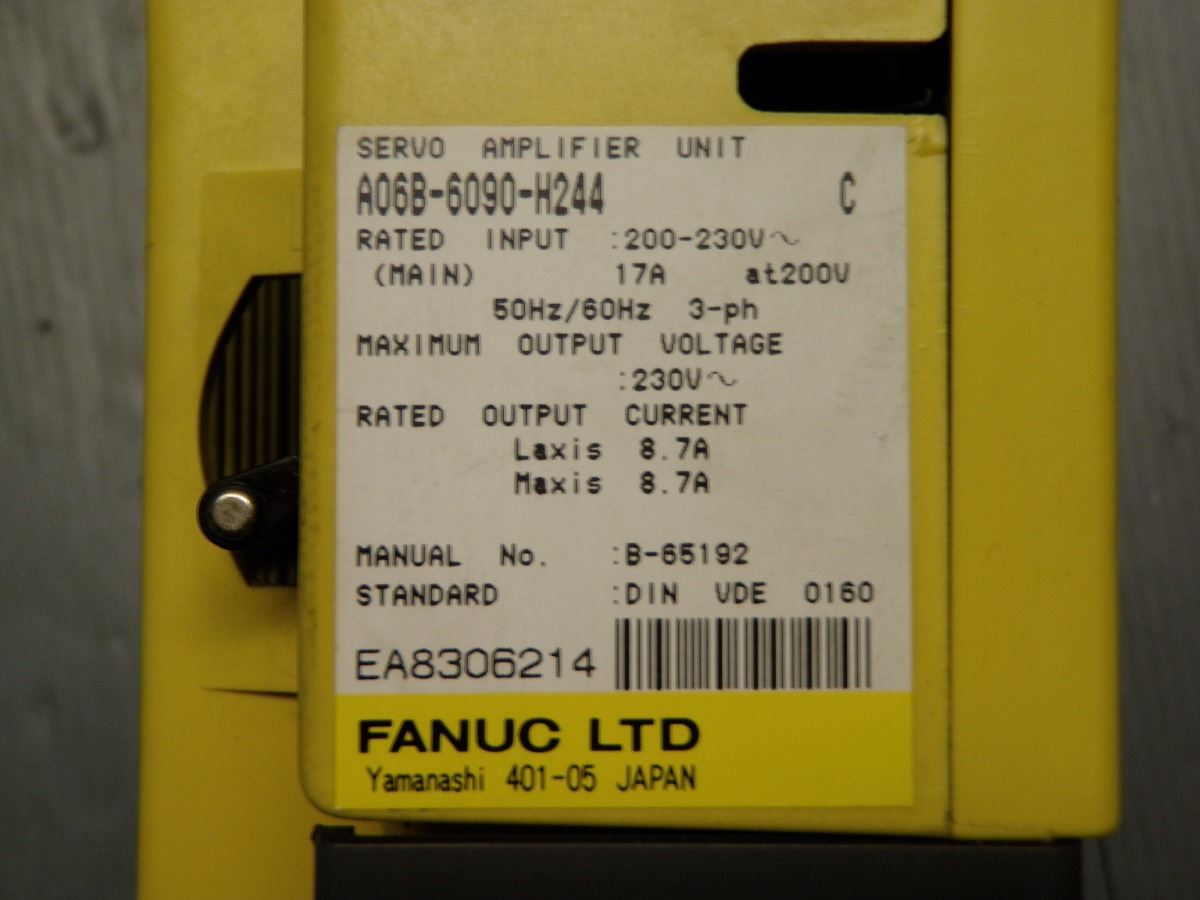 SERVO AMPLIFIER UNIT
A06B-6090-H244 C
RATED INPUT :200-230V~
(MAIN) 17A at200V
50Hz/60Hz 3-ph
MAXIMUM OUTPUT VOLTAGE
:230V~
RATED OUTPUT CURRENT
Laxis 8.7A
Maxis 8.7A
MANUAL No. :B-65192
STANDARD :DIN VDE 0160
EA8306214
FANUC LTD
Yamanashi 401-05 JAPAN